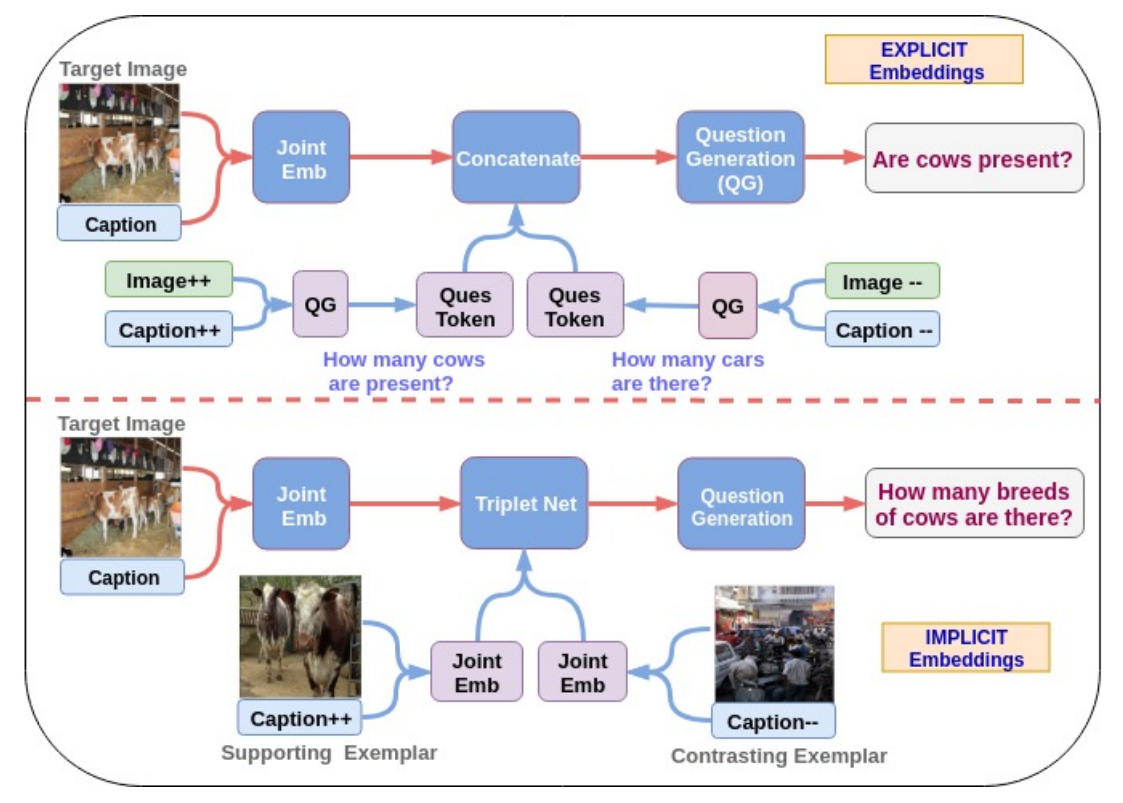 EXPLICIT
Embeddings
Target Image
Joint
Emb
Concatenate
Question
Generation
(QG)
Are cows present?
Caption
Image++
Caption++
QG
Ques
Token
Ques
Token
QG
Image --
Caption --
How many cows
are present?
How many cars
are there?
Target Image
Joint
Emb
Triplet Net
Question
Generation
How many breeds
of cows are there?
Caption
Joint
Emb
Joint
Emb
IMPLICIT
Embeddings
Caption++
Supporting Exemplar
Caption--
Contrasting Exemplar